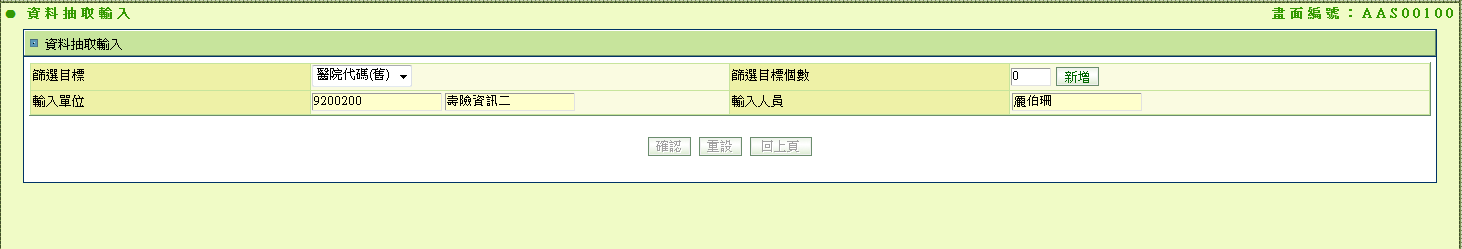 資料抽取輸入 畫面編號：AAS00100
資料抽取輸入
篩選目標 醫院代碼(舊) 篩選目標個數 0 新增
輸入單位 9200200 壽險資訊二 輸入人員 龐伯珊
確認 重設 回上頁